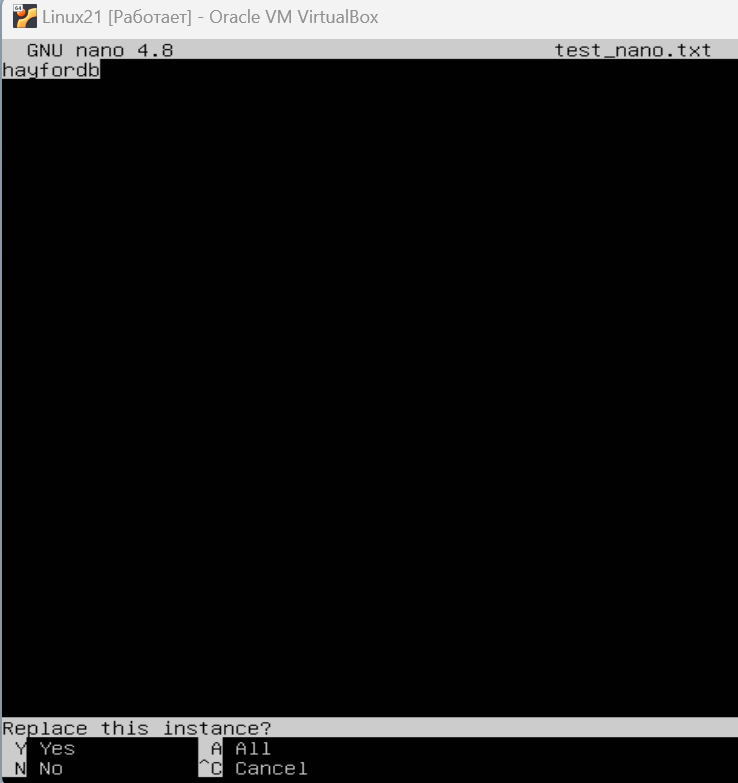 64
Linux21 [Работает] - Oracle VM VirtualBox
GNU nano 4.8 test_nano.txt
hayfordb
Replace this instance?
Y Yes A All
N No ^C Cancel